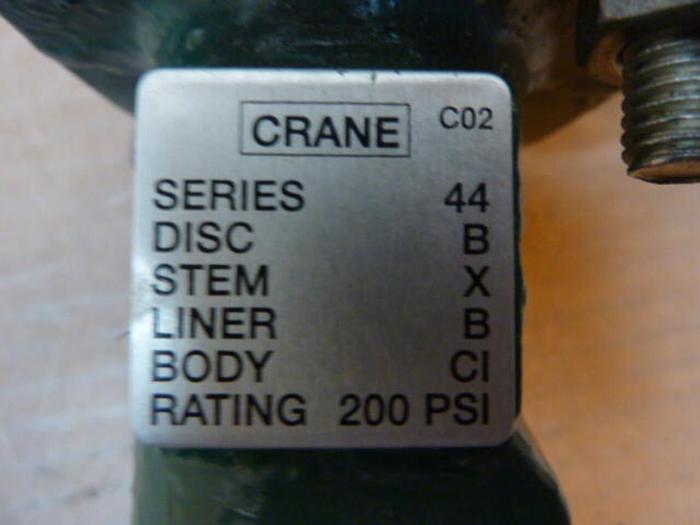 CRANE C02
SERIES 44
DISC B
STEM X
LINER B
BODY CI
RATING 200 PSI